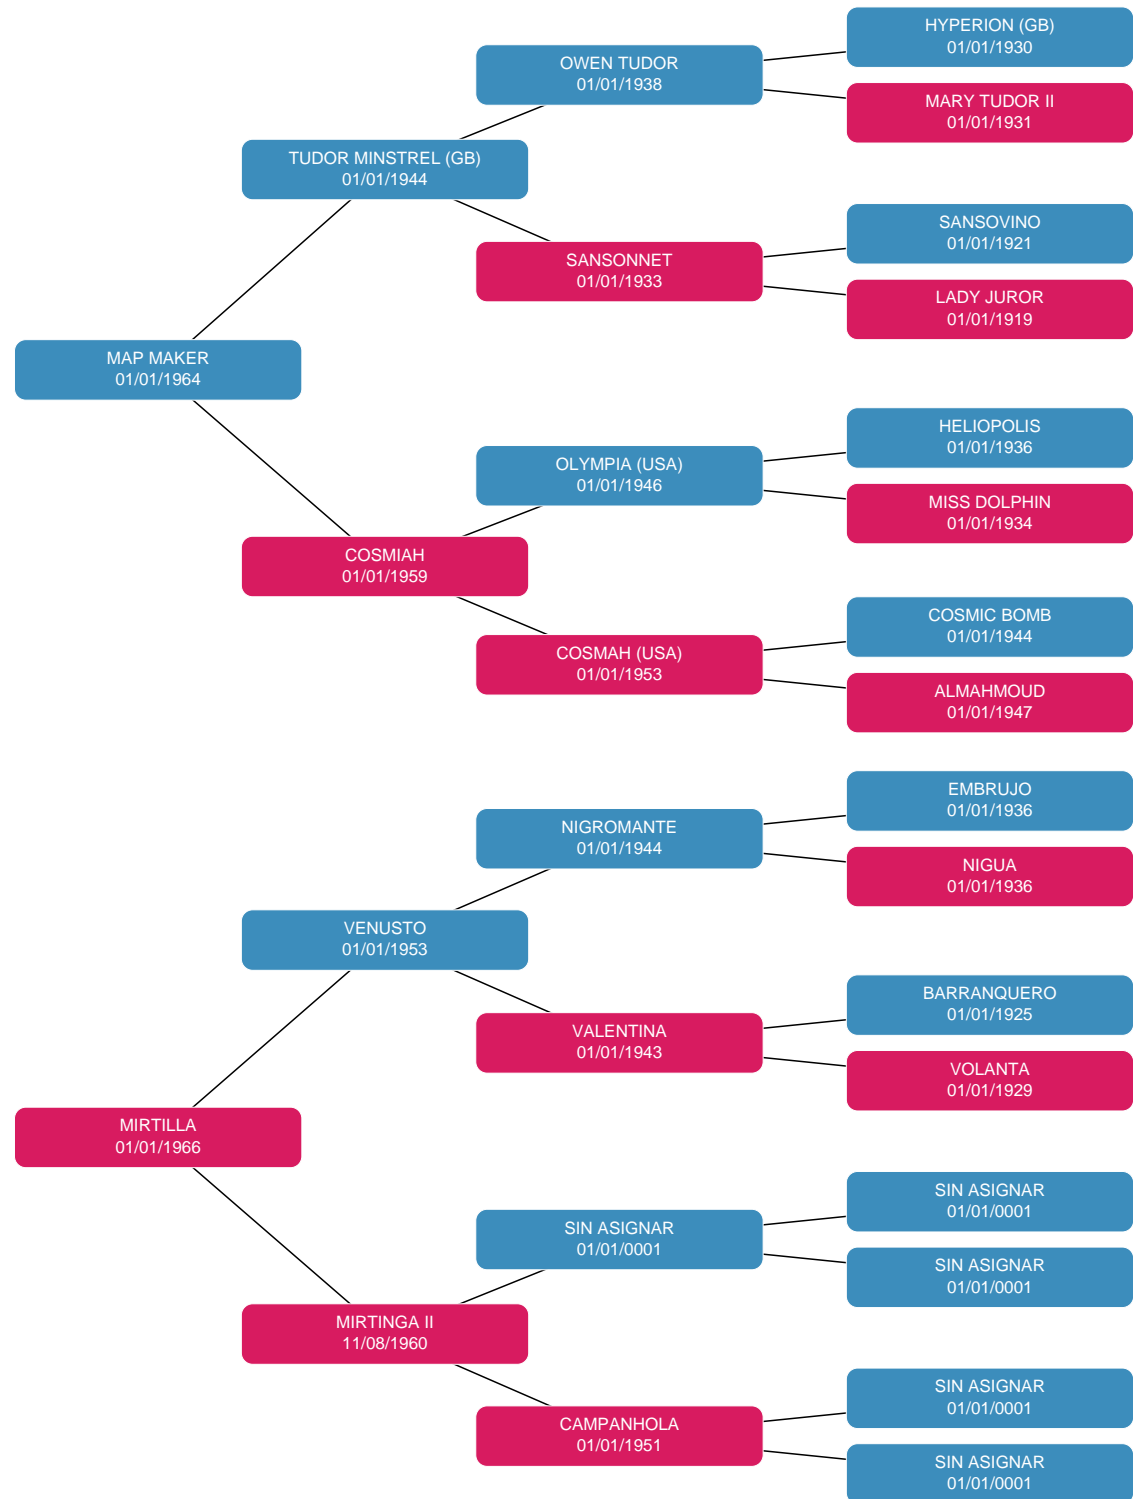 HYPERION (GB)
01/01/1930
OWEN TUDOR
01/01/1938
MARY TUDOR II
01/01/1931
TUDOR MINSTREL (GB)
01/01/1944
SANSOVINO
01/01/1921
SANSONNET
01/01/1933
LADY JUROR
01/01/1919
MAP MAKER
01/01/1964
HELIOPOLIS
01/01/1936
OLYMPIA (USA)
01/01/1946
MISS DOLPHIN
01/01/1934
COSMIAH
01/01/1959
COSMIC BOMB
01/01/1944
COSMAH (USA)
01/01/1953
ALMAHMOUD
01/01/1947
EMBRUJO
01/01/1936
NIGROMANTE
01/01/1944
NIGUA
01/01/1936
VENUSTO
01/01/1953
BARRANQUERO
01/01/1925
VALENTINA
01/01/1943
VOLANTA
01/01/1929
MIRTILLA
01/01/1966
SIN ASIGNAR
01/01/0001
SIN ASIGNAR
01/01/0001
SIN ASIGNAR
01/01/0001
MIRTINGA II
11/08/1960
SIN ASIGNAR
01/01/0001
CAMPANHOLA
01/01/1951
SIN ASIGNAR
01/01/0001